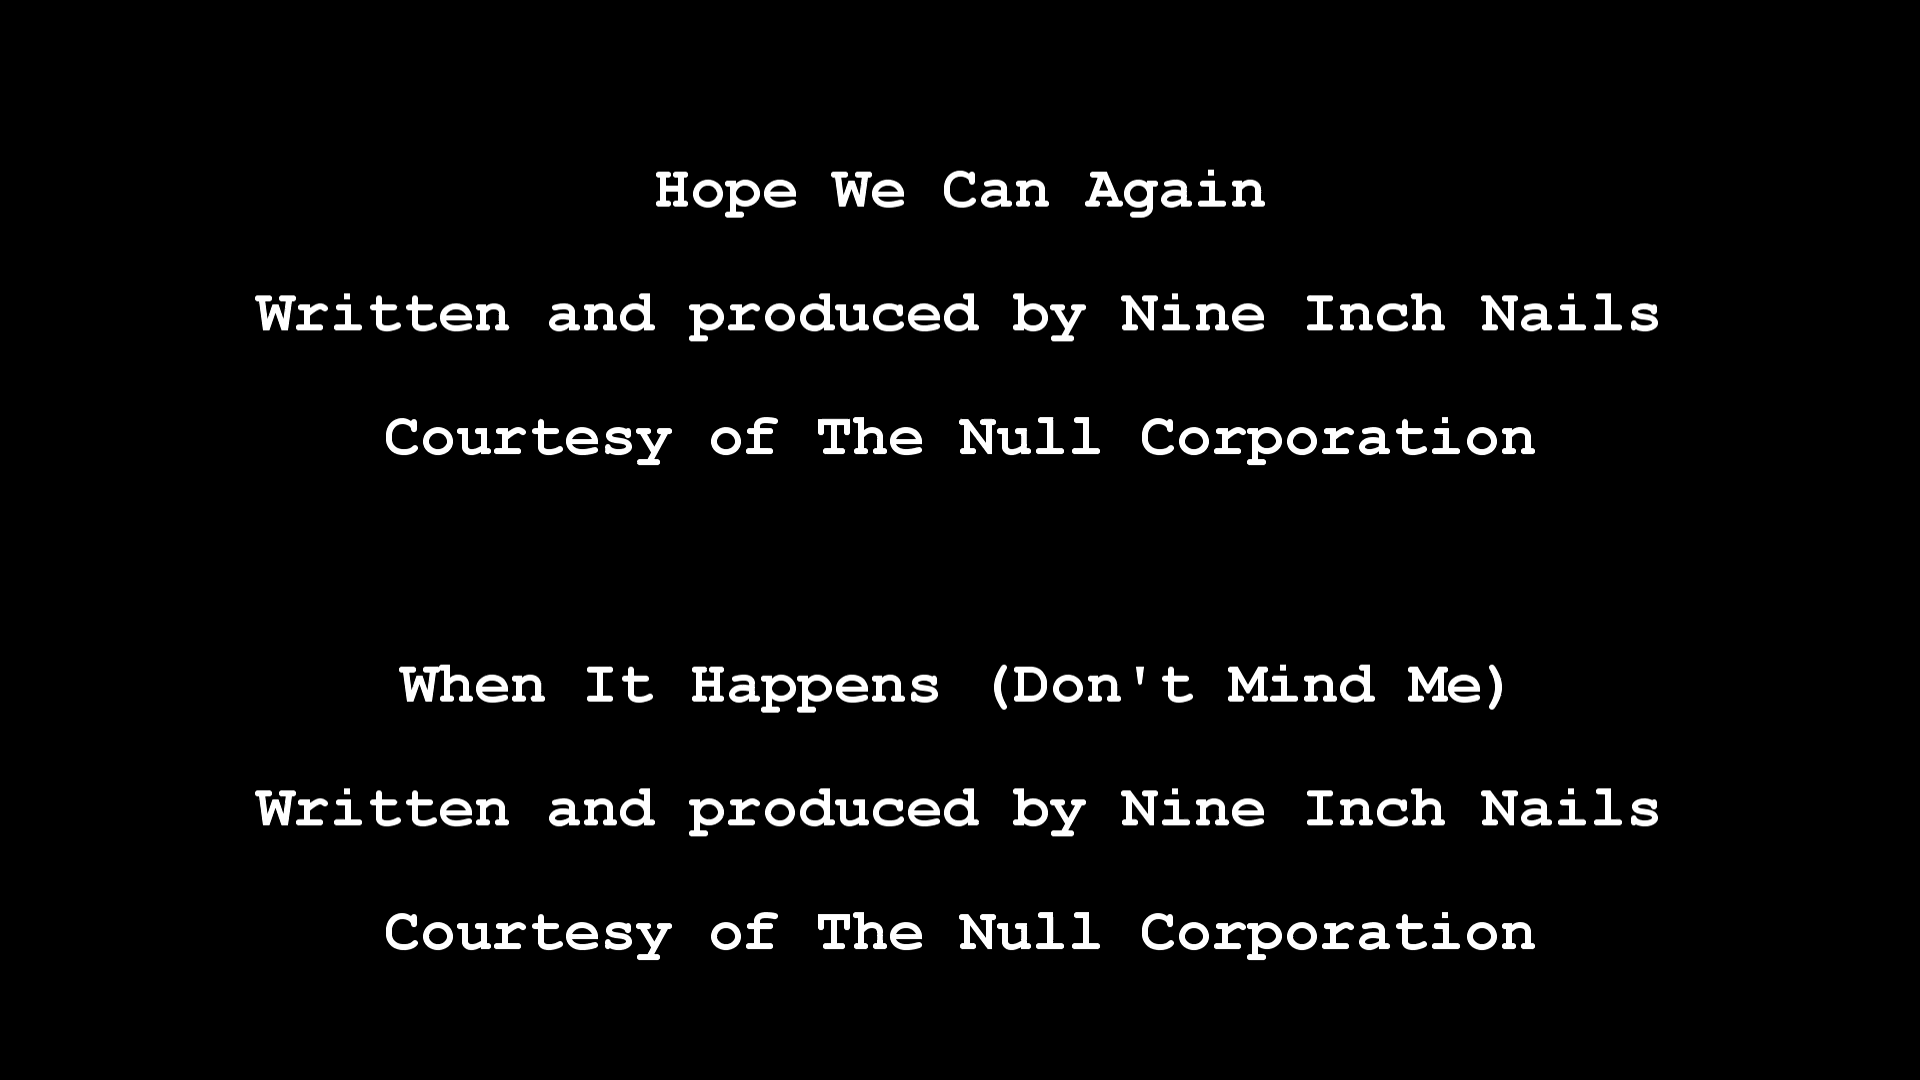 Hope We Can Again
Written and produced by Nine Inch Nails
Courtesy of The Null Corporation
When It Happens (Don't Mind Me)
Written and produced by Nine Inch Nails
Courtesy of The Null Corporation